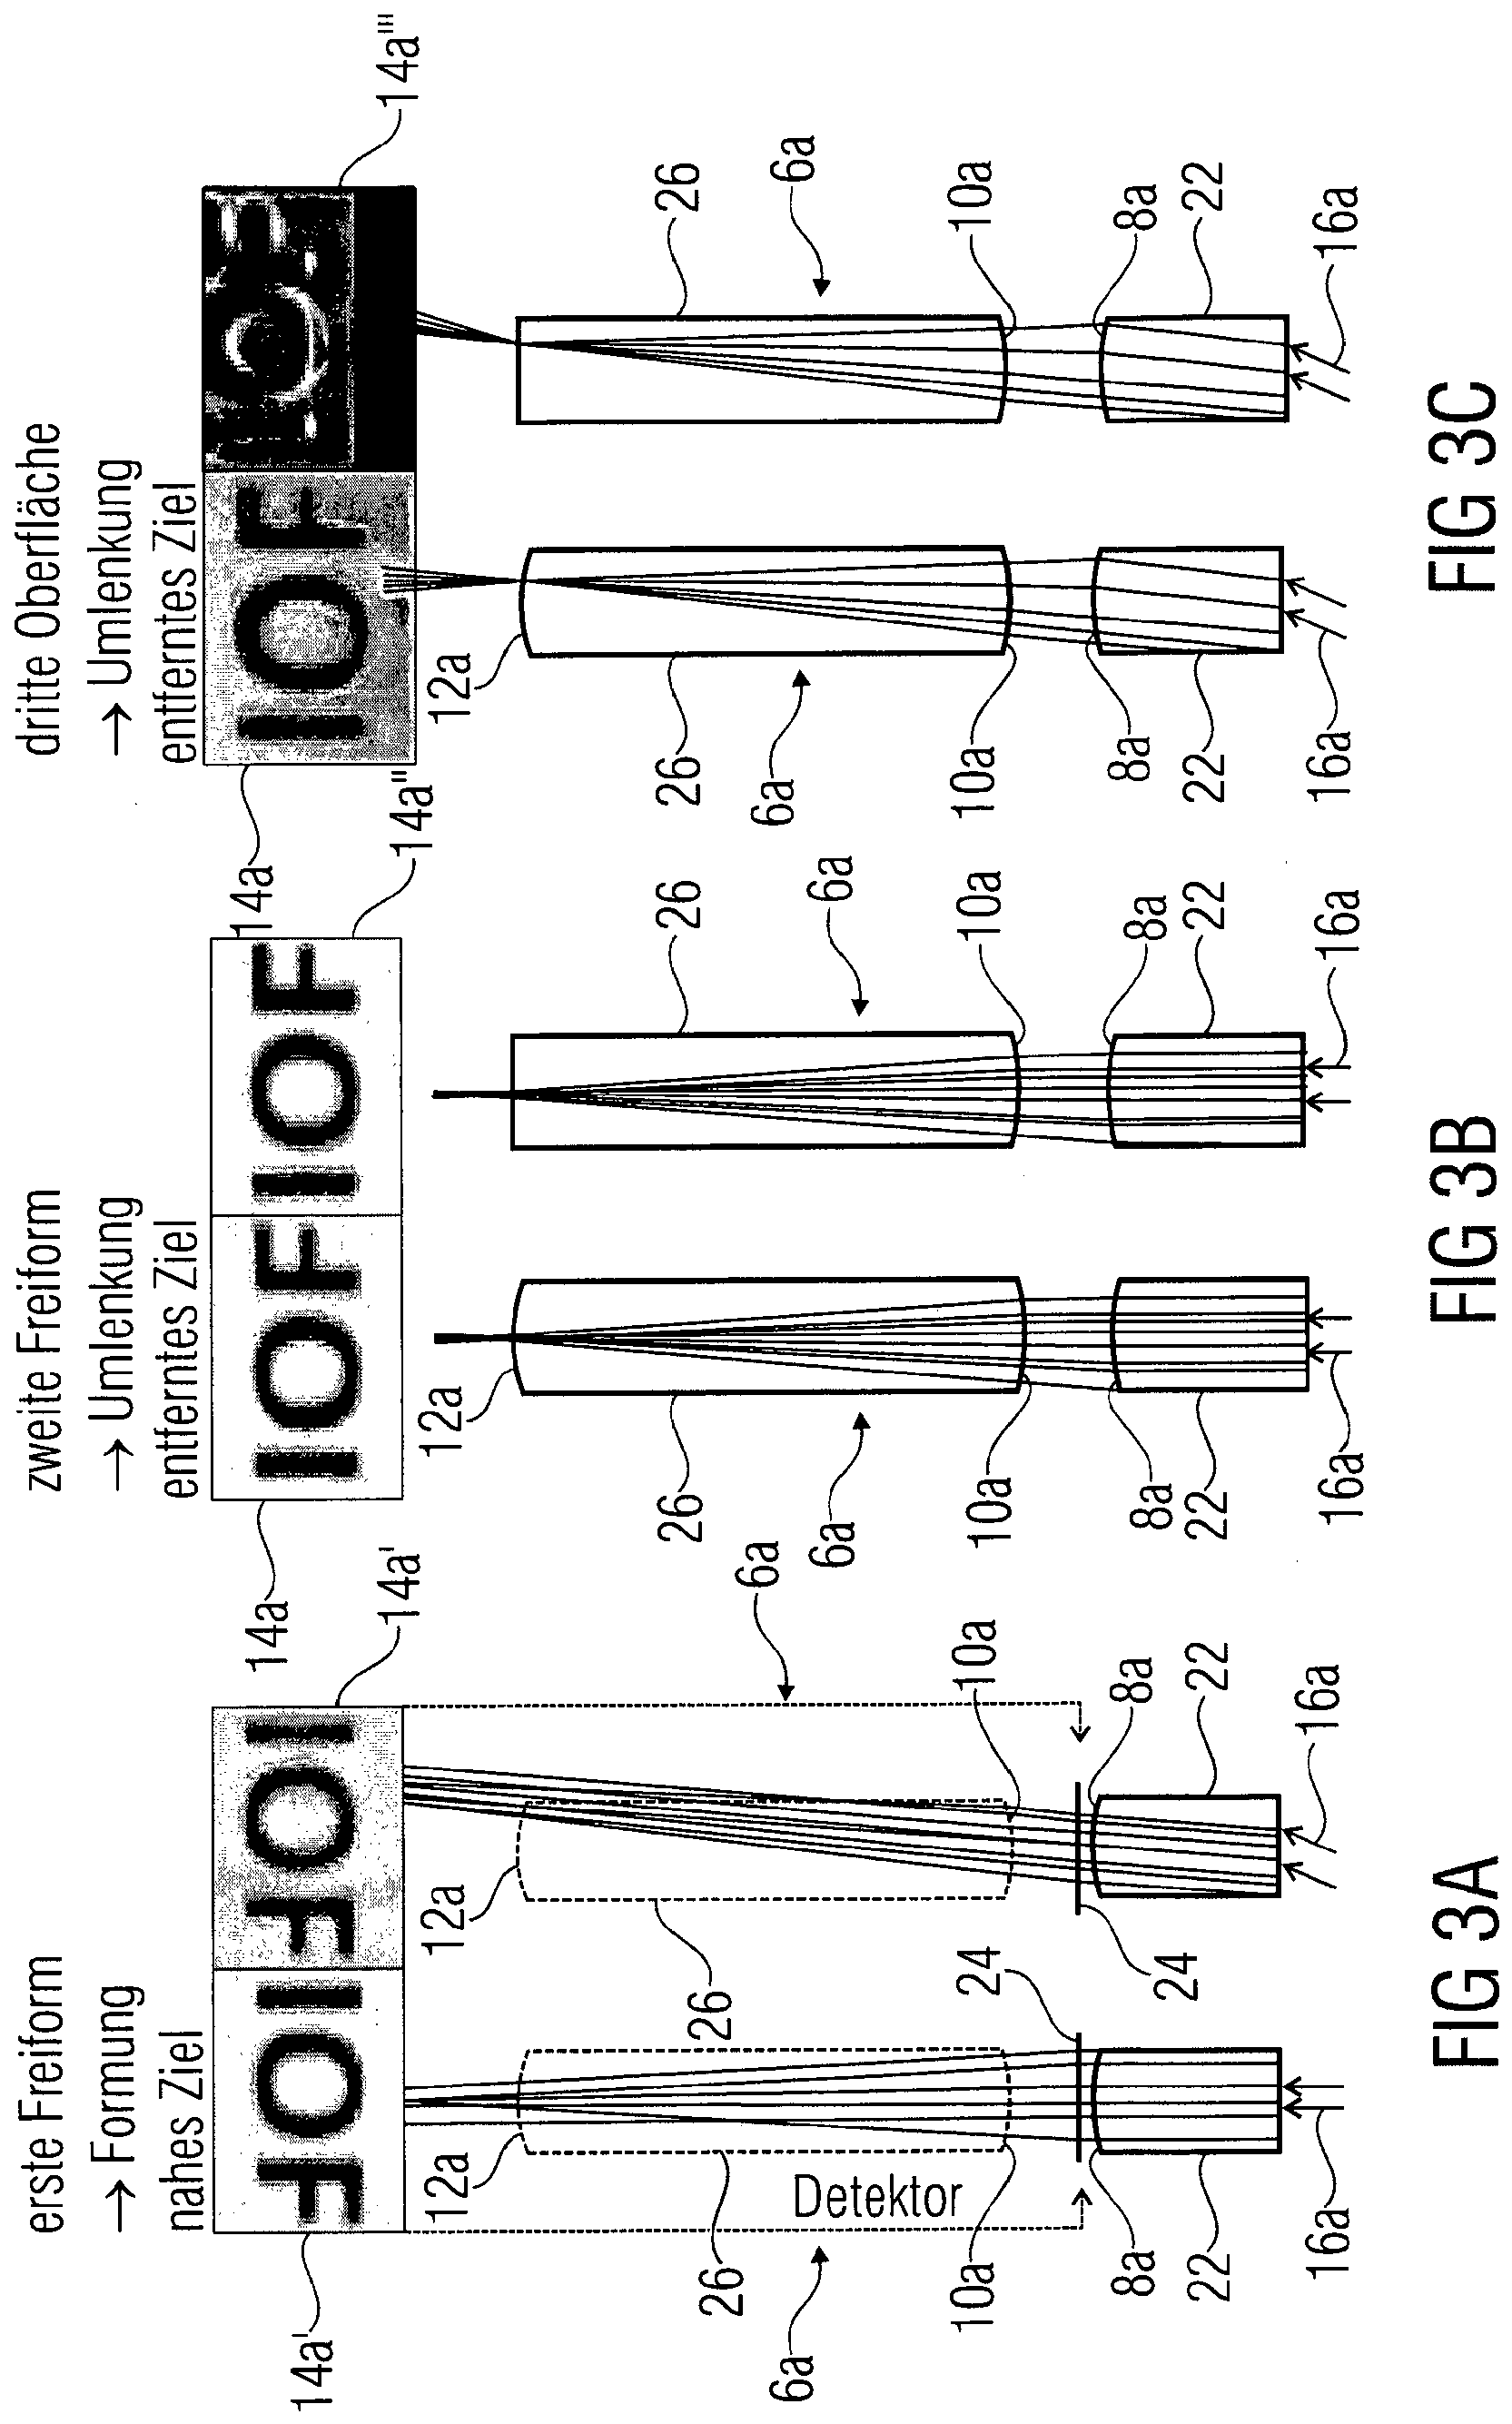 erste Freiform
→ Formung
nahes Ziel
IOF IOF
14a' 14a'
12a 12a
26 26
6a Detektor 6a
10a 10a
24 24
8a 8a
22 22
16a 16a
FIG 3A
zweite Freiform
→ Umlenkung
entferntes Ziel
IOF IOF
14a 14a''
12a
26 26
6a 6a
10a 10a
8a 8a
22 22
16a 16a
FIG 3B
dritte Oberfläche
→ Umlenkung
entferntes Ziel
IOF
14a 14a'''
12a
26 26
6a 6a
10a 10a
8a 8a
22 22
16a 16a
FIG 3C